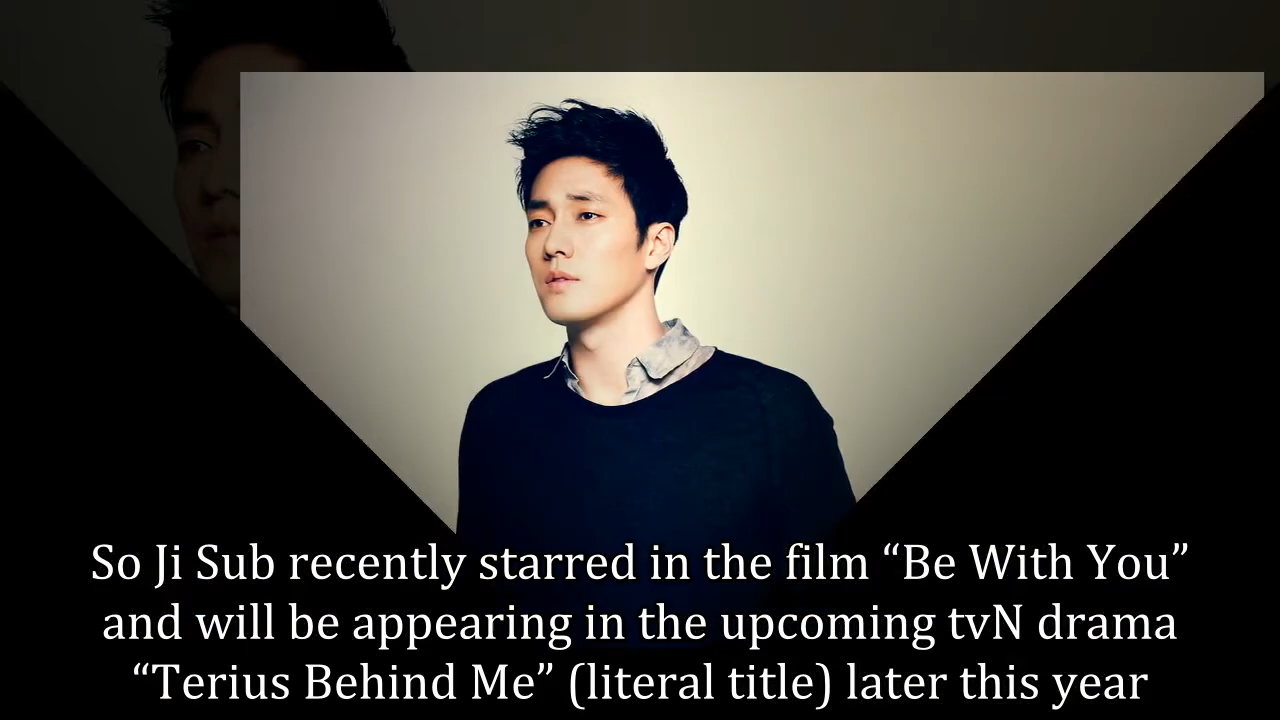 So Ji Sub recently starred in the film “Be With You”
and will be appearing in the upcoming tvN drama
“Terius Behind Me” (literal title) later this year